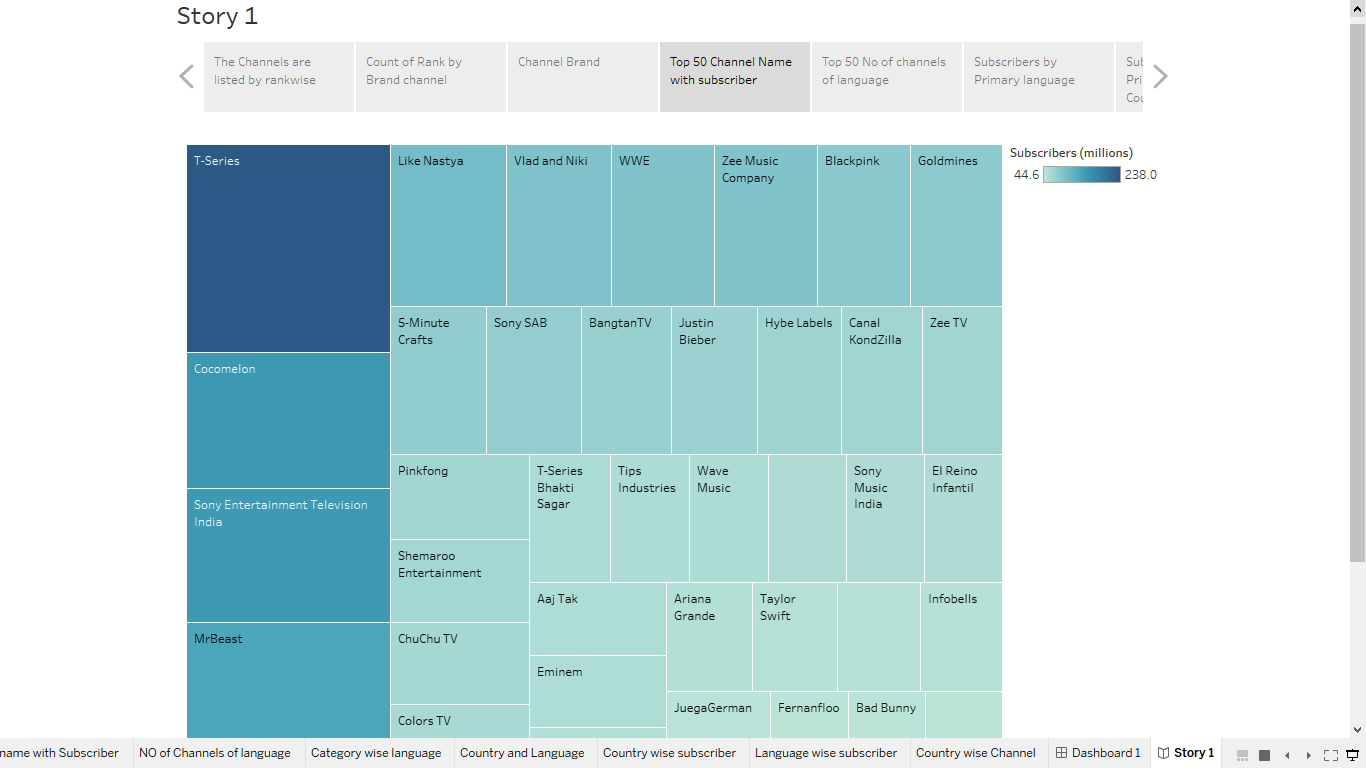 Story 1
The Channels are
listed by rankwise
Count of Rank by
Brand channel
Channel Brand
Top 50 Channel Name
with subscriber
Top 50 No of channels
of language
Subscribers by
Primary language
Sub
Pri
Cou
T-Series
Like Nastya
Vlad and Niki
WWE
Zee Music
Company
Blackpink
Goldmines
Subscribers (millions)
44.6
238.0
5-Minute
Crafts
Sony SAB
BangtanTV
Justin
Bieber
Hybe Labels
Canal
KondZilla
Zee TV
Cocomelon
Pinkfong
T-Series
Bhakti
Sagar
Tips
Industries
Wave
Music
Sony
Music
India
El Reino
Infantil
Sony Entertainment Television
India
Shemaroo
Entertainment
Aaj Tak
Ariana
Grande
Taylor
Swift
Infobells
MrBeast
ChuChu TV
Eminem
Colors TV
JuegaGerman
Fernanfloo
Bad Bunny
name with Subscriber
NO of Channels of language
Category wise language
Country and Language
Country wise subscriber
Language wise subscriber
Country wise Channel
Dashboard 1
Story 1